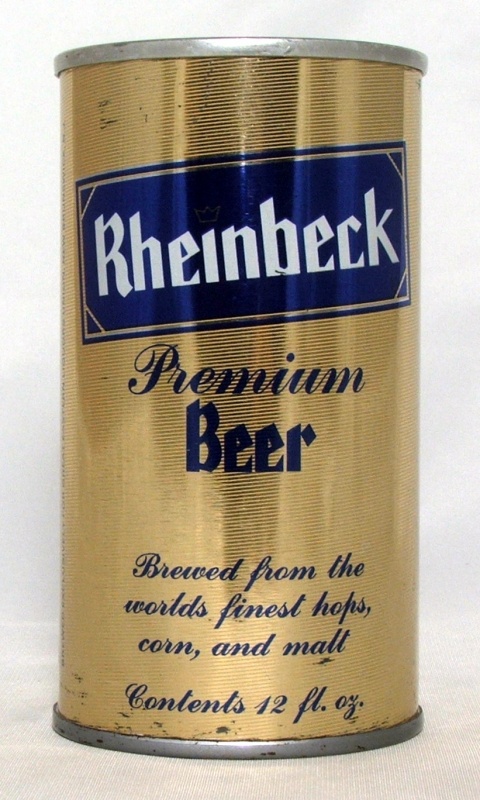 Rheinbeck
Premium
Beer
Brewed from the
worlds finest hops,
corn, and malt
Contents 12 fl. oz.